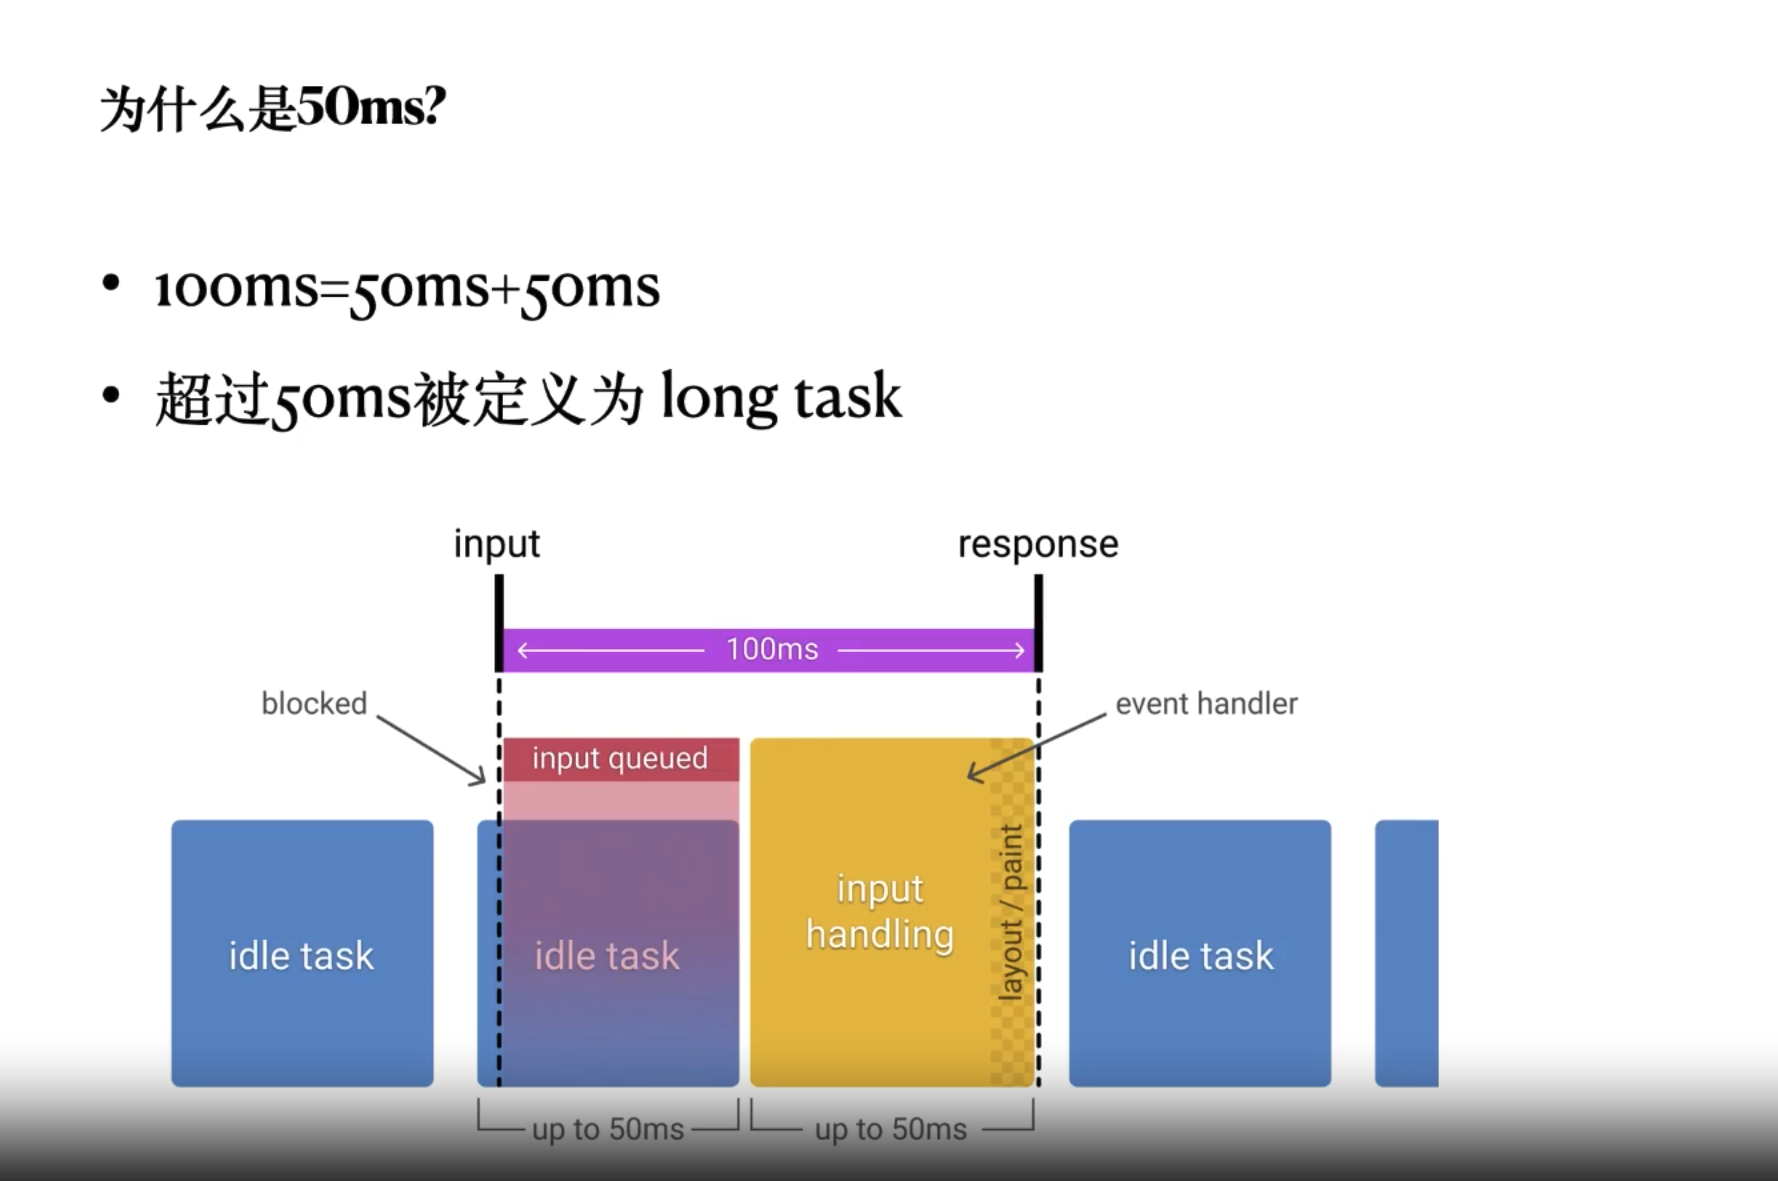 为什么是50ms?
• 100ms=50ms+50ms
• 超过50ms被定义为 long task
input
response
100ms
blocked
event handler
input queued
idle task
idle task
input
handling
layout / paint
idle task
up to 50ms
up to 50ms